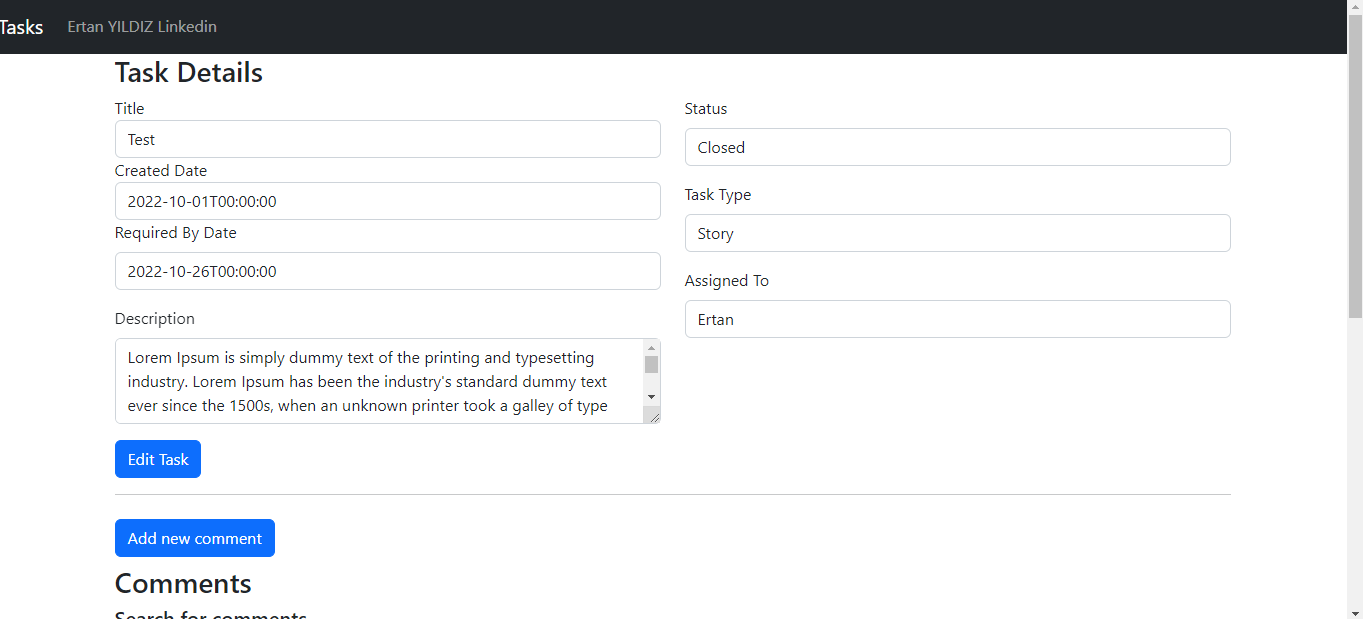 Tasks Ertan YILDIZ Linkedin
Task Details
Title
Test
Created Date
2022-10-01T00:00:00
Required By Date
2022-10-26T00:00:00
Description
Lorem Ipsum is simply dummy text of the printing and typesetting
industry. Lorem Ipsum has been the industry's standard dummy text
ever since the 1500s, when an unknown printer took a galley of type
Status
Closed
Task Type
Story
Assigned To
Ertan
Edit Task
Add new comment
Comments
Search for comments